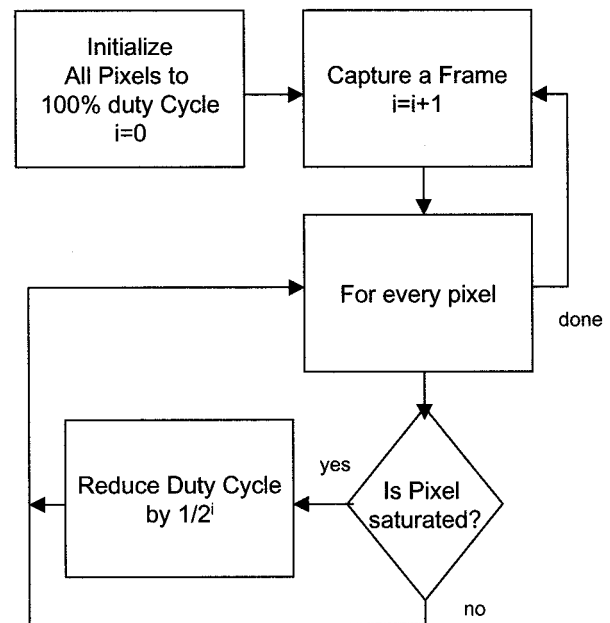 Initialize
All Pixels to
100% duty Cycle
i=0
Capture a Frame
i=i+1
For every pixel
done
yes
Is Pixel
saturated?
Reduce Duty Cycle
by 1/2ⁱ
no